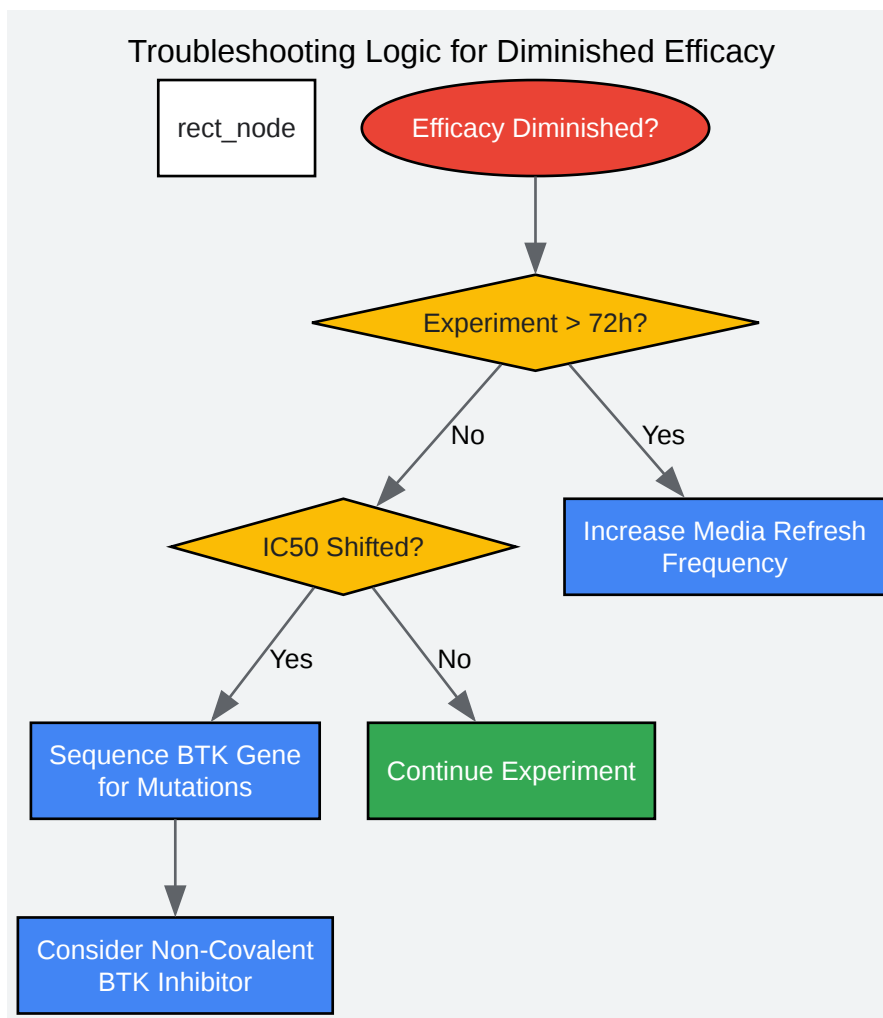 Troubleshooting Logic for Diminished Efficacy
rect_node
Efficacy Diminished?
Experiment > 72h?
No
Yes
IC50 Shifted?
Increase Media Refresh
Frequency
Yes
No
Sequence BTK Gene
for Mutations
Continue Experiment
Consider Non-Covalent
BTK Inhibitor